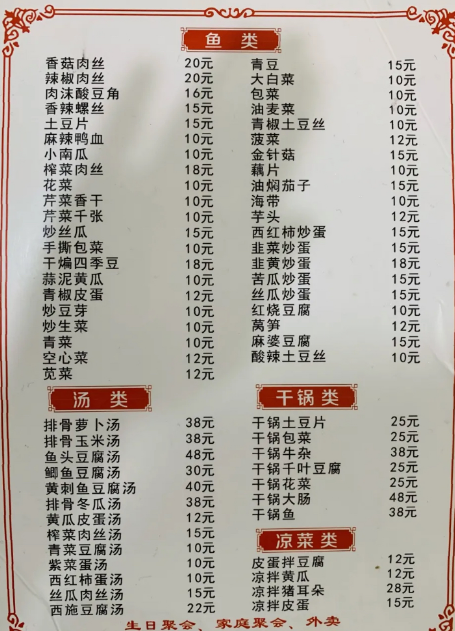 鱼 类
香菇肉丝 20元
辣椒肉丝 20元
肉沫酸豆角 16元
香辣螺丝 15元
土豆片 15元
麻辣鸭血 10元
小南瓜 10元
榨菜肉丝 18元
花菜 10元
芹菜香干 10元
芹菜千张 10元
炒丝瓜 15元
手撕包菜 10元
干煸四季豆 18元
蒜泥黄瓜 10元
青椒皮蛋 12元
炒豆芽 10元
炒生菜 10元
青菜 10元
空心菜 12元
苋菜 12元
青豆 15元
大白菜 10元
包菜 10元
油麦菜 10元
青椒土豆丝 10元
菠菜 12元
金针菇 15元
藕片 10元
油焖茄子 15元
海带 10元
芋头 12元
西红柿炒蛋 15元
韭菜炒蛋 15元
韭黄炒蛋 18元
苦瓜炒蛋 15元
丝瓜炒蛋 15元
红烧豆腐 10元
莴笋 12元
麻婆豆腐 15元
酸辣土豆丝 10元
汤 类
排骨萝卜汤 38元
排骨玉米汤 38元
鱼头豆腐汤 48元
鲫鱼豆腐汤 30元
黄刺鱼豆腐汤 40元
排骨冬瓜汤 38元
黄瓜皮蛋汤 12元
榨菜肉丝汤 15元
青菜豆腐汤 10元
紫菜蛋汤 10元
西红柿蛋汤 10元
丝瓜肉丝汤 15元
西施豆腐汤 22元
干锅类
干锅土豆片 25元
干锅包菜 25元
干锅牛杂 38元
干锅千叶豆腐 25元
干锅花菜 25元
干锅大肠 48元
干锅鱼 38元
凉菜类
皮蛋拌豆腐 12元
凉拌黄瓜 12元
凉拌猪耳朵 28元
凉拌皮蛋 15元
生日聚会、家庭聚会、外卖